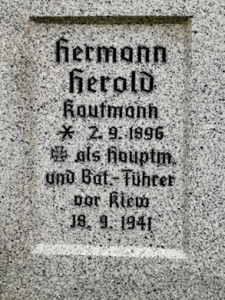 Hermann
Herold
Kaufmann
* 2.9.1896
✠ als Hauptm.
und Bat.-Führer
vor Kiew
18.9.1941